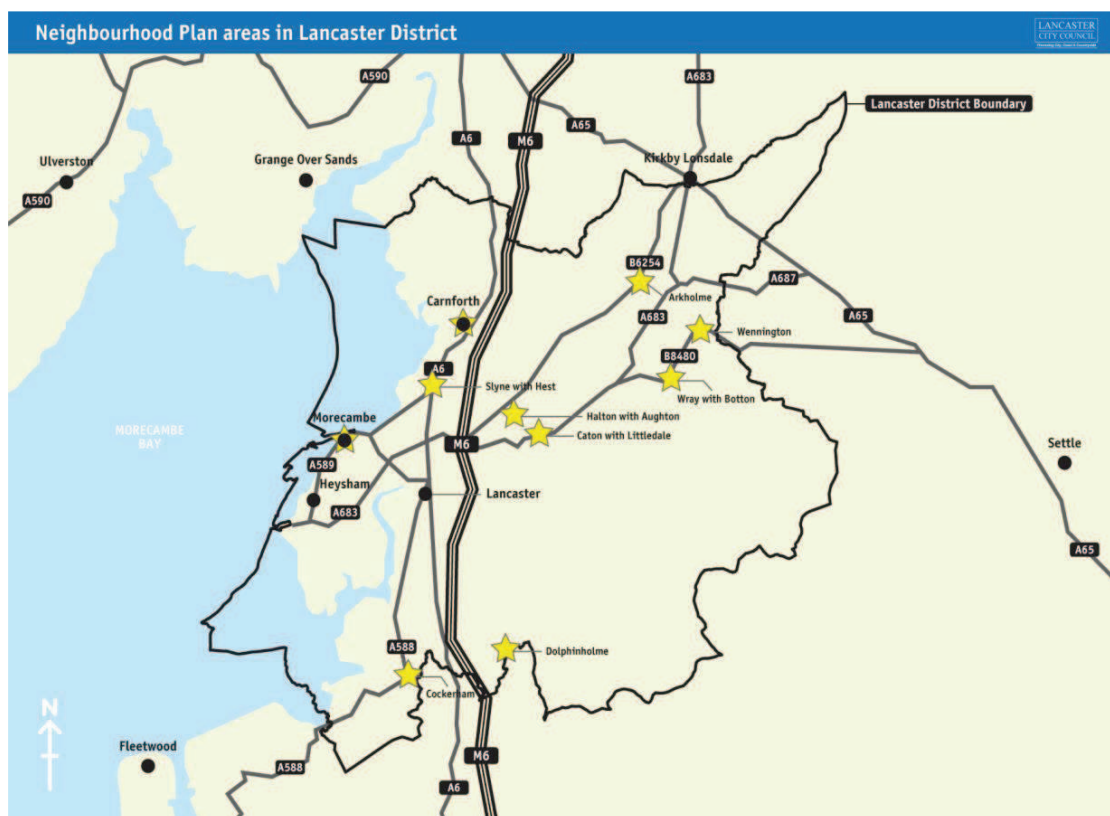 Neighbourhood Plan areas in Lancaster District
LANCASTER
CITY COUNCIL
A590
A683
Lancaster District Boundary
A6
A65
M6
Ulverston
Grange Over Sands
Kirkby Lonsdale
A590
B6254
A687
Arkholme
Carnforth
A683
A65
Wennington
B8480
A6
Slyne with Hest
Wray with Botton
Morecambe
Halton with Aughton
MORECAMBE
BAY
M6
Caton with Littledale
Settle
A589
Heysham
Lancaster
A683
A65
A588
Dolphinholme
Cockerham
N
Fleetwood
M6
A588
A6